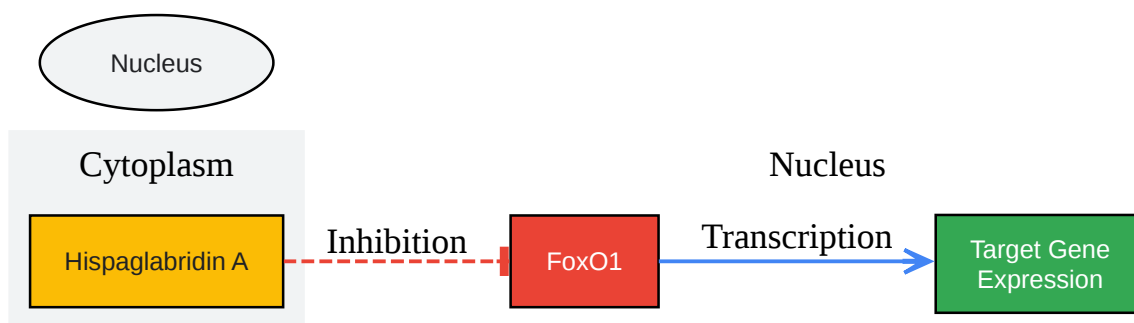 Nucleus
Cytoplasm
Nucleus
Hispaglabridin A
Inhibition
FoxO1
Transcription
Target Gene
Expression